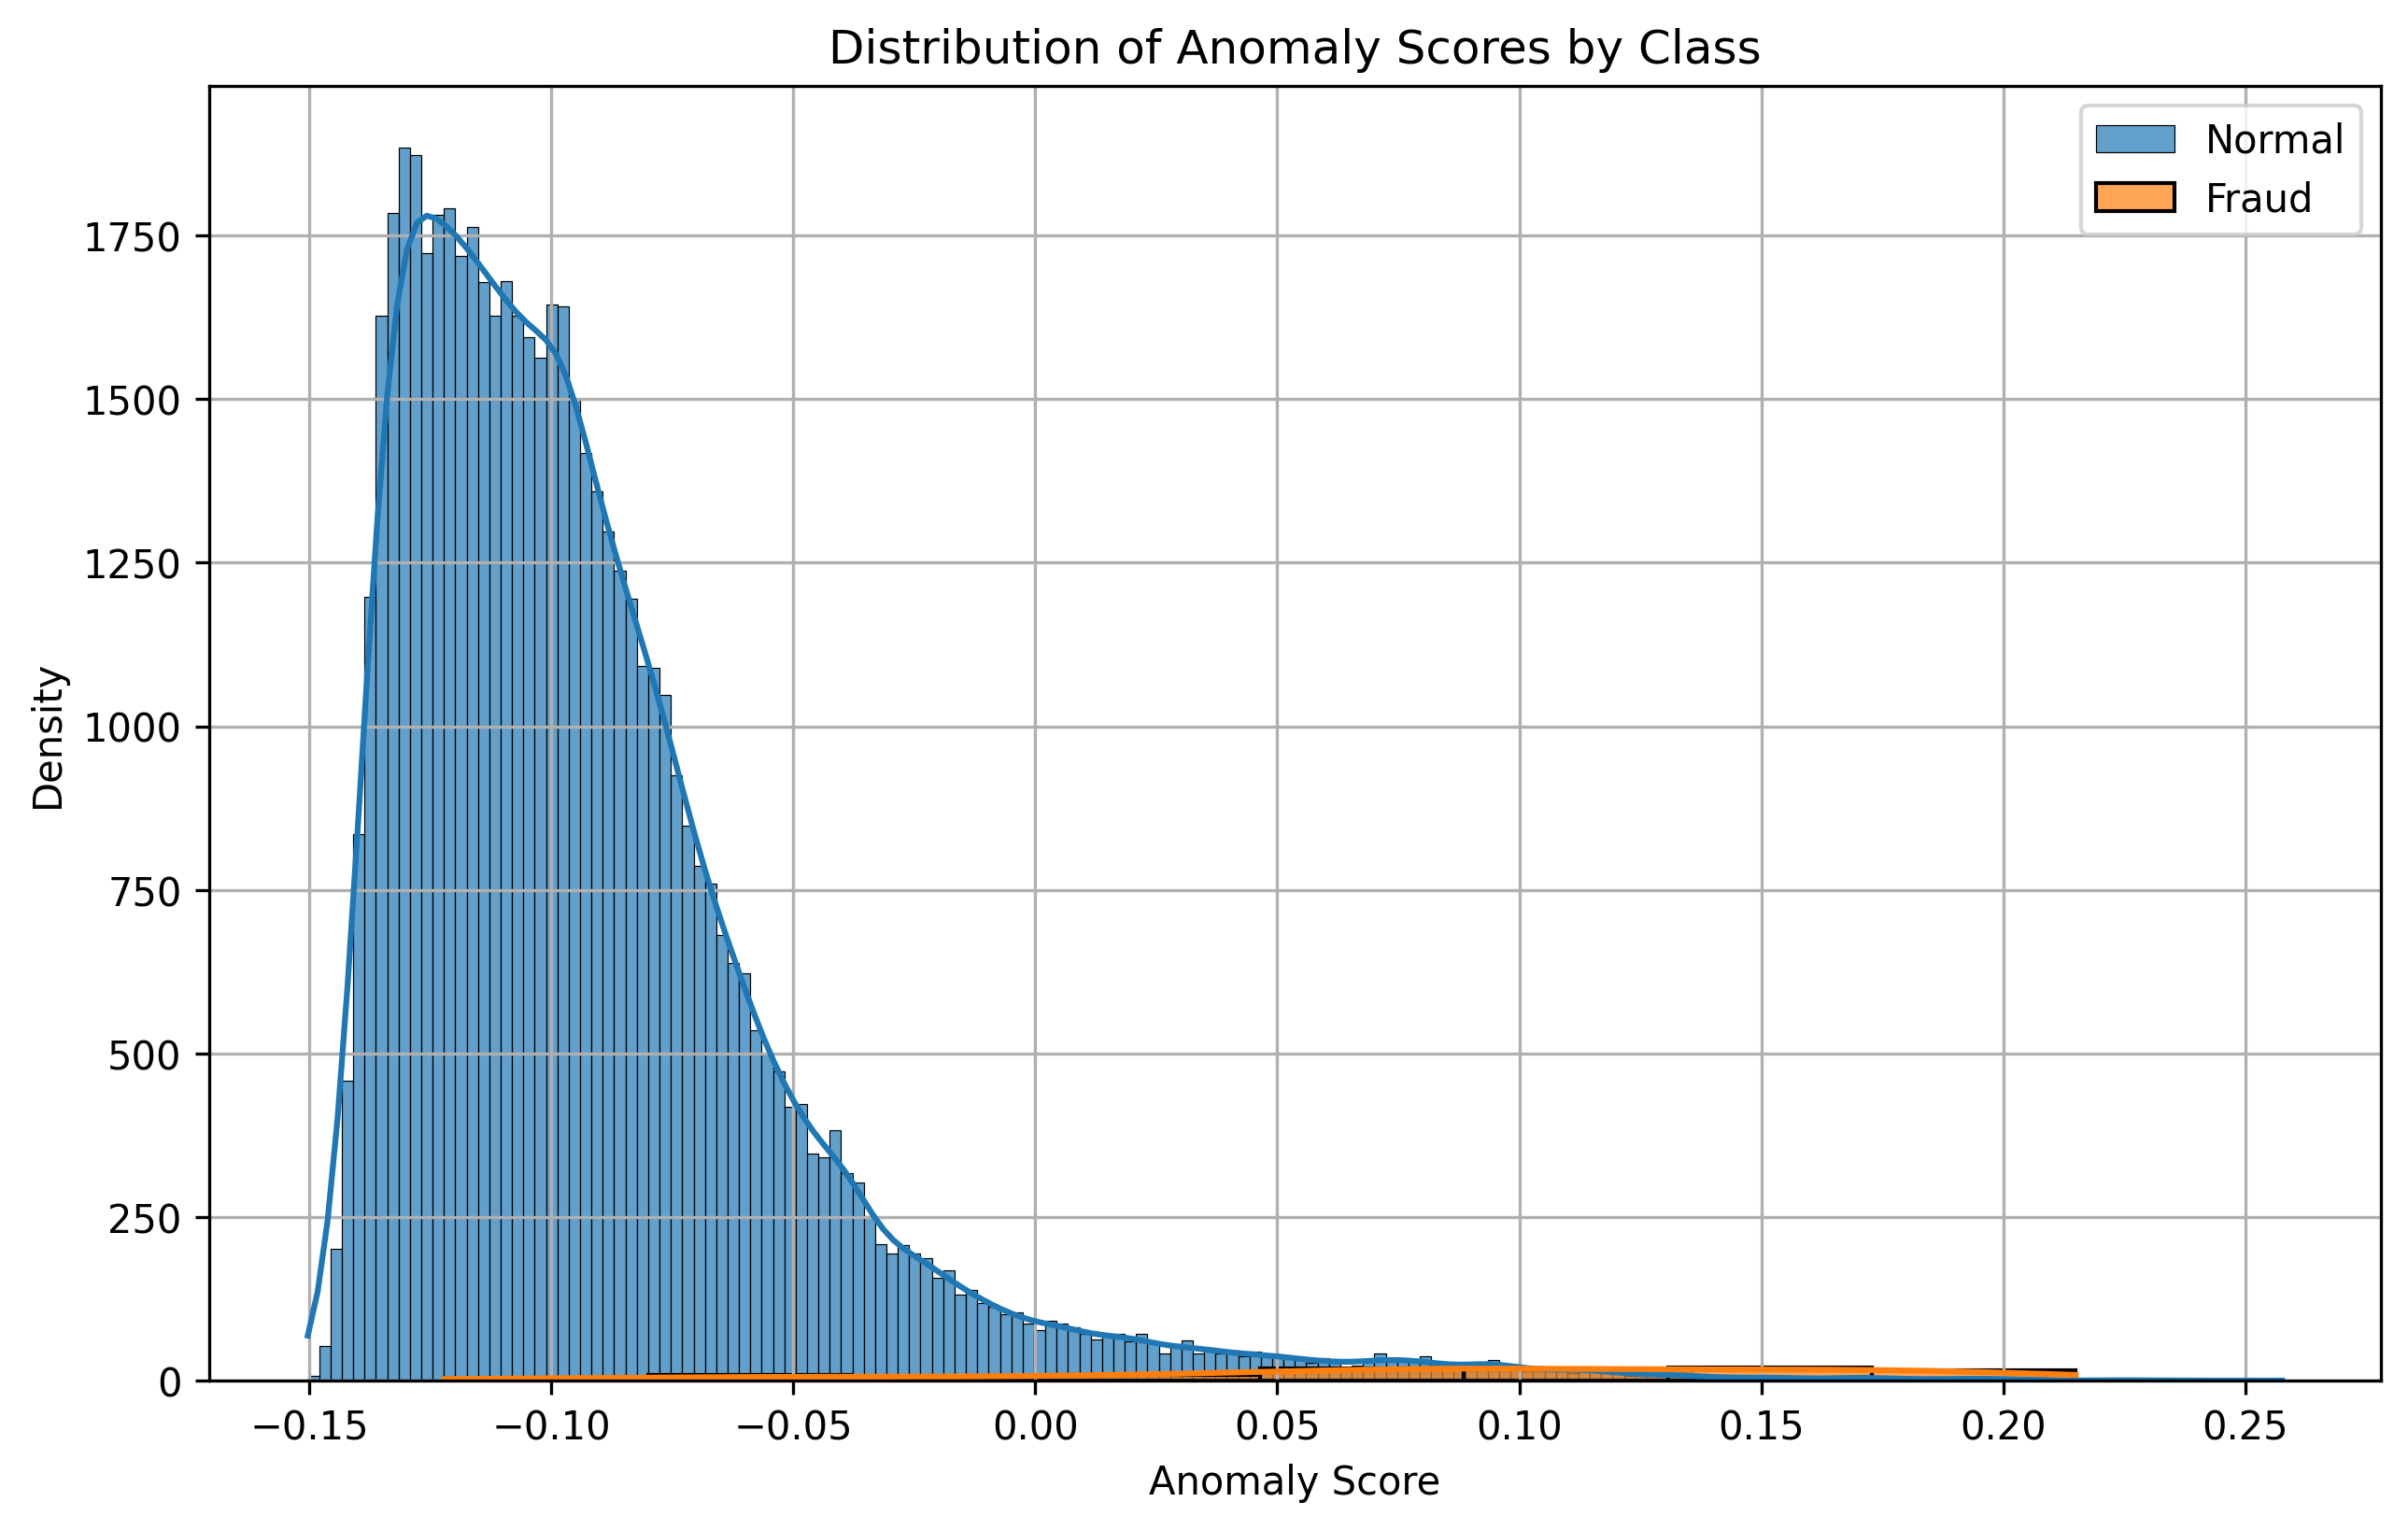 Distribution of Anomaly Scores by Class
Normal
Fraud
Density
1750
1500
1250
1000
750
500
250
0
−0.15 −0.10 −0.05 0.00 0.05 0.10 0.15 0.20 0.25
Anomaly Score